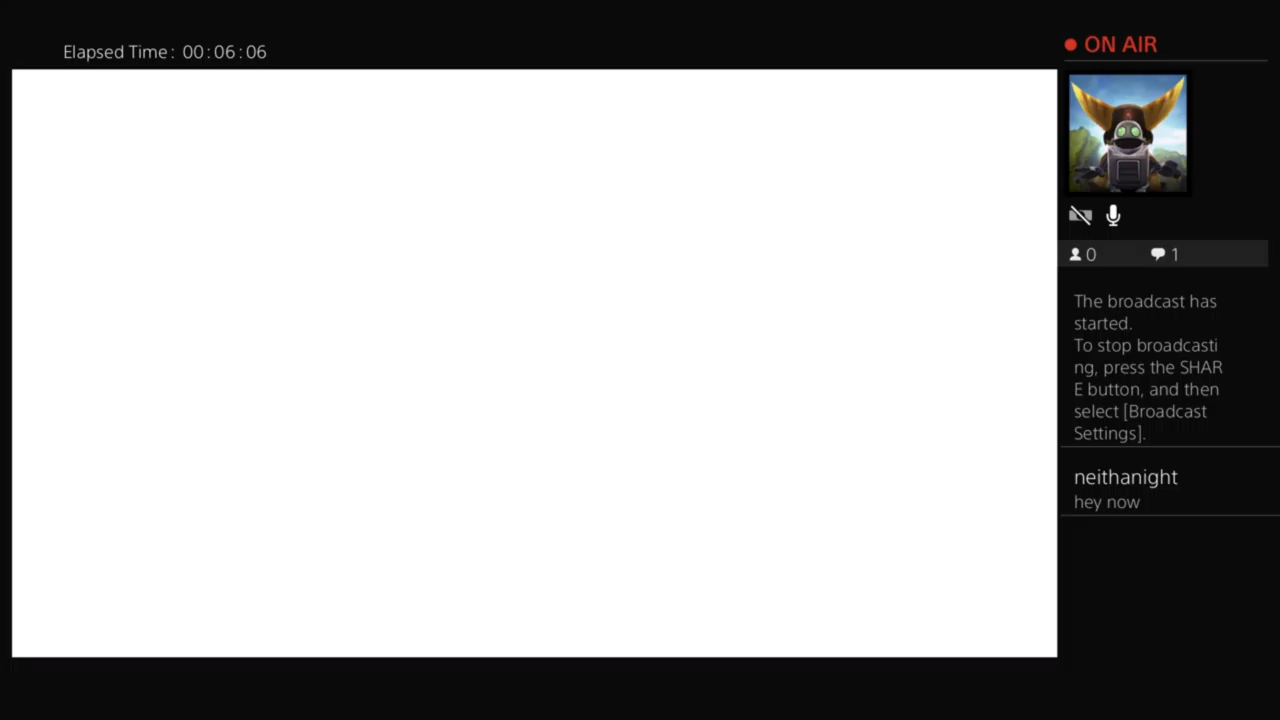 Elapsed Time: 00:06:06
ON AIR
0 1
The broadcast has
started.
To stop broadcasti
ng, press the SHAR
E button, and then
select [Broadcast
Settings].
neithanight
hey now